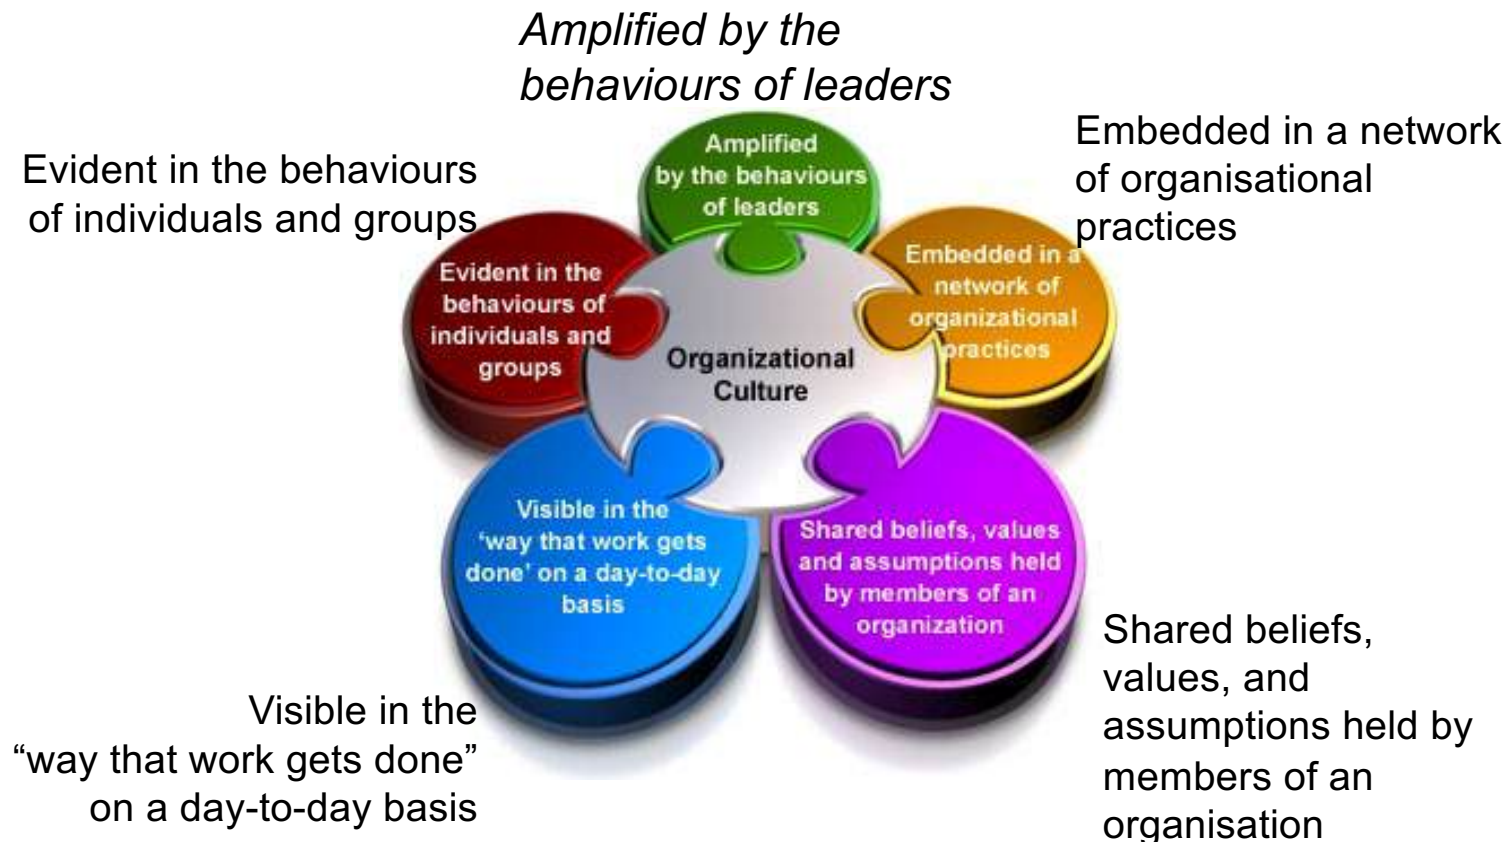 Amplified by the
behaviours of leaders
Evident in the behaviours
of individuals and groups
Embedded in a network
of organisational
practices
Amplified
by the behaviours
of leaders
Evident in the
behaviours of
individuals and
groups
Embedded in a
network of
organizational
practices
Organizational
Culture
Visible in the
‘way that work gets
done’ on a day-to-day
basis
Shared beliefs, values
and assumptions held
by members of an
organization
Visible in the
“way that work gets done”
on a day-to-day basis
Shared beliefs,
values, and
assumptions held by
members of an
organisation